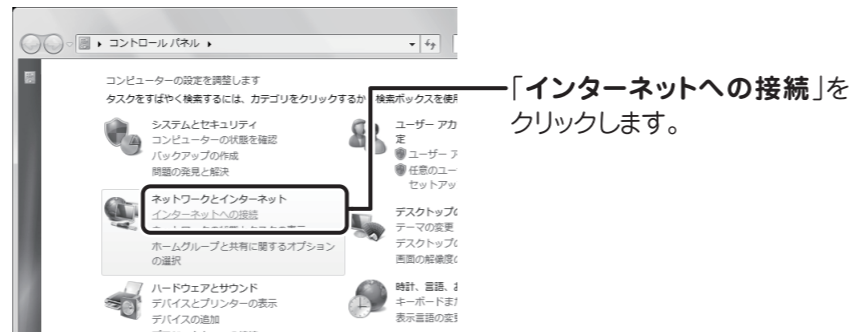 コントロール パネル
コンピューターの設定を調整します
タスクをすばやく検索するには、カテゴリをクリックするか
検索ボックスを使用
システムとセキュリティ
コンピューターの状態を確認
バックアップの作成
問題の発見と解決
ネットワークとインターネット
インターネットへの接続
ホームグループと共有に関するオプション
の選択
ハードウェアとサウンド
デバイスとプリンターの表示
デバイスの追加
ユーザー アカ
定
ユーザー ア
任意のユー
セットアッ
デスクトップの
テーマの変更
デスクトップの
画面の解像度の
時計、言語、お
キーボードまた
表示言語の変更
「インターネットへの接続」を
クリックします。